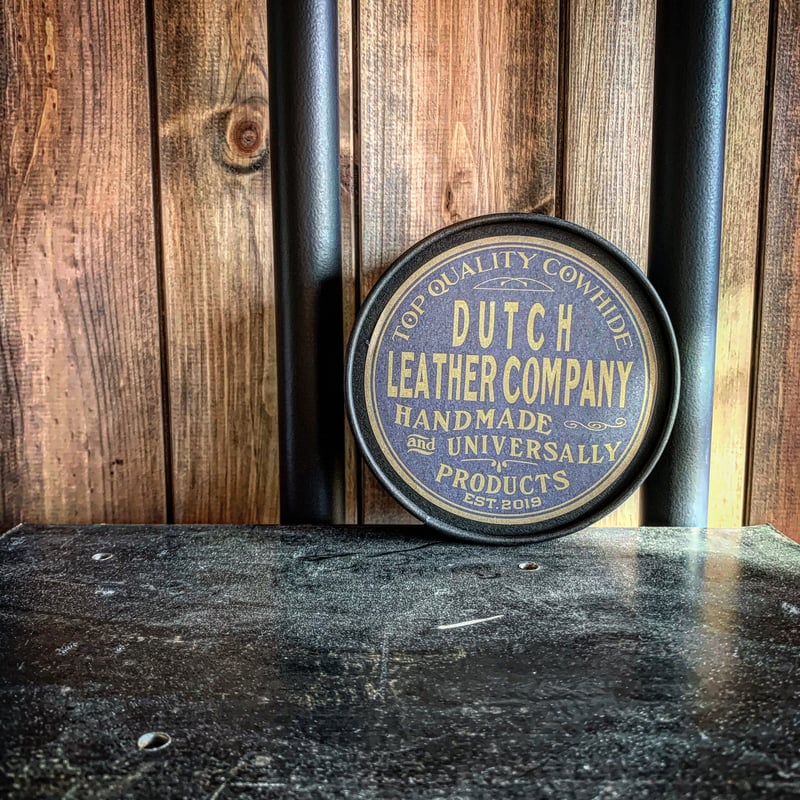 TOP QUALITY COWHIDE
DUTCH
LEATHER COMPANY
HANDMADE
and UNIVERSALLY
PRODUCTS
EST. 2019